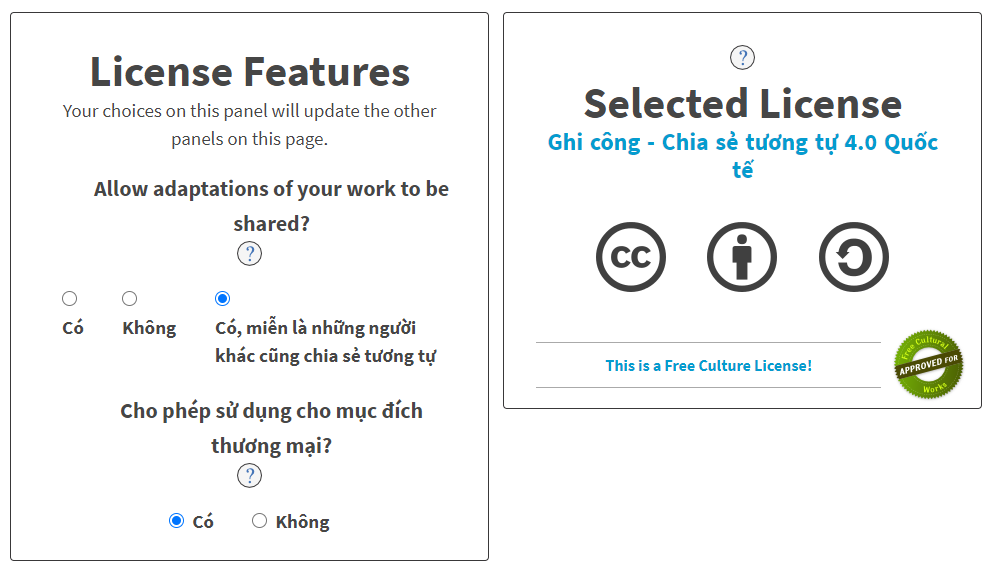 License Features
Your choices on this panel will update the other
panels on this page.
Allow adaptations of your work to be
shared?
?
Có
Không
Có, miễn là những người
khác cũng chia sẻ tương tự
Cho phép sử dụng cho mục đích
thương mại?
?
Có
Không
?
Selected License
Ghi công - Chia sẻ tương tự 4.0 Quốc
tế
cc
This is a Free Culture License!
Free Cultural
APPROVED FOR
Works